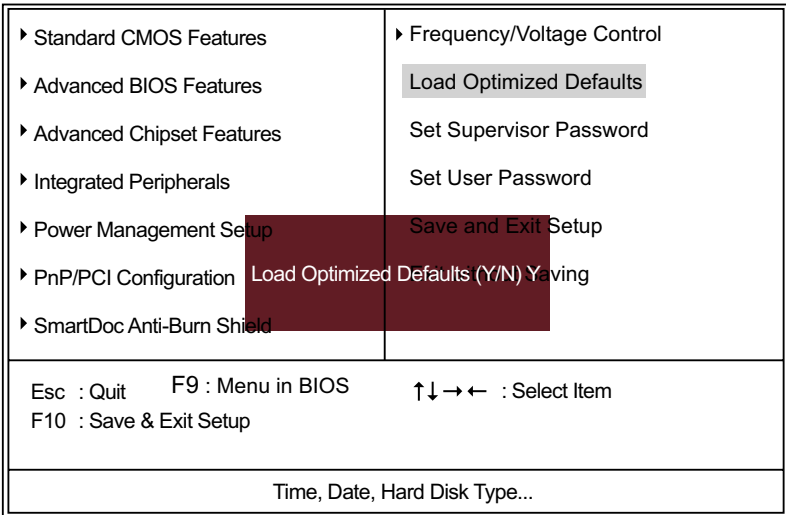 Standard CMOS Features
Advanced BIOS Features
Advanced Chipset Features
Integrated Peripherals
Power Management Setup
PnP/PCI Configuration
SmartDoc Anti-Burn Shield
Frequency/Voltage Control
Load Optimized Defaults
Set Supervisor Password
Set User Password
Save and Exit Setup
Saving
Load Optimized Defaults (Y/N) Y
Esc : Quit F9 : Menu in BIOS ↑↓→← : Select Item
F10 : Save & Exit Setup
Time, Date, Hard Disk Type...